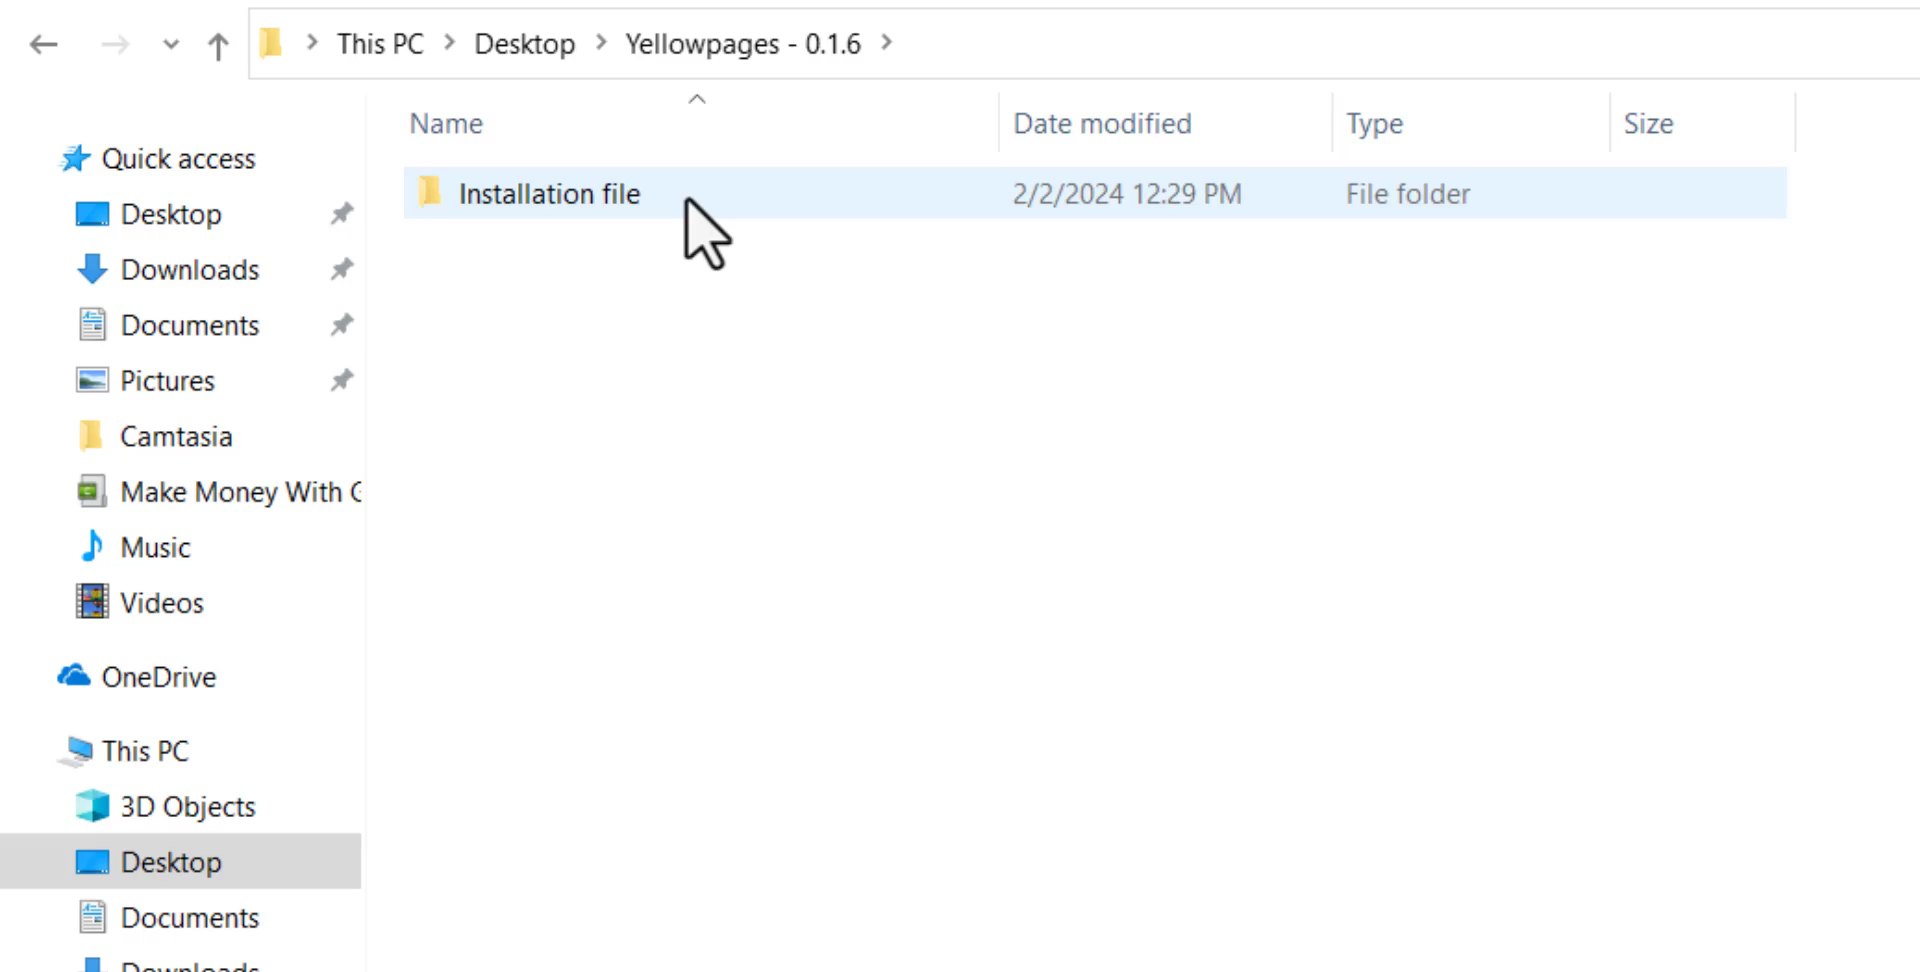 This PC > Desktop > Yellowpages - 0.1.6 >
Name Date modified Type Size
Installation file 2/2/2024 12:29 PM File folder
Quick access
Desktop
Downloads
Documents
Pictures
Camtasia
Make Money With
Music
Videos
OneDrive
This PC
3D Objects
Desktop
Documents
Downloads